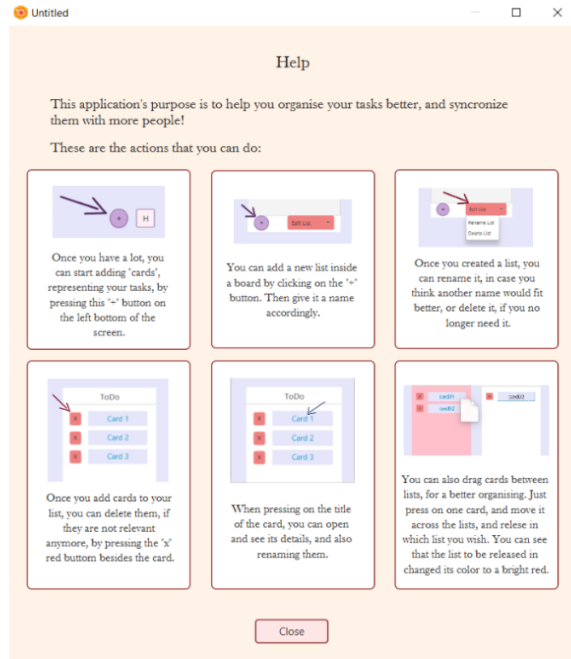 Untitled
Help
This application's purpose is to help you organise your tasks better, and syncronize
them with more people!
These are the actions that you can do:
+
H
Once you have a lot, you
can start adding "cards",
representing your tasks, by
pressing this "+" button on
the left bottom of the
screen.
+
Edit List
You can add a new list inside
a board by clicking on the "+"
button. Then give it a name
accordingly.
+
Edit List
Rename List
Delete List
Once you created a list, you
can rename it, in case you
think another name would fit
better, or delete it, if you no
longer need it.
ToDo
x Card 1
x Card 2
x Card 3
Once you add cards to your
list, you can delete them, if
they are not relevant
anymore, by pressing the "x"
red buttom besides the card.
ToDo
x Card 1
x Card 2
x Card 3
When pressing on the title
of the card, you can open
and see its details, and also
renaming them.
x card01
x card02
x card03
You can also drag cards between
lists, for a better organising. Just
press on one card, and move it
across the lists, and relese in
which list you wish. You can see
that the list to be released in
changed its color to a bright red.
Close